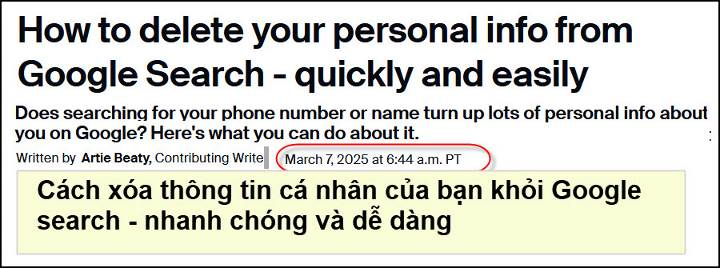 How to delete your personal info from
Google Search - quickly and easily
Does searching for your phone number or name turn up lots of personal info about
you on Google? Here's what you can do about it.
Written by Artie Beaty, Contributing Write March 7, 2025 at 6:44 a.m. PT
Cách xóa thông tin cá nhân của bạn khỏi Google
search - nhanh chóng và dễ dàng